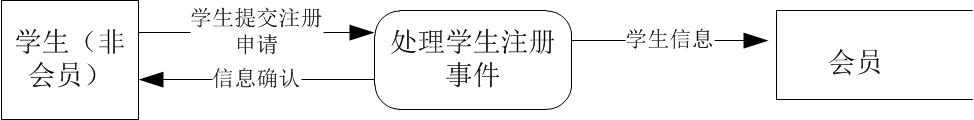 学生（非
会员）
学生提交注册
申请
信息确认
处理学生注册
事件
学生信息
会员